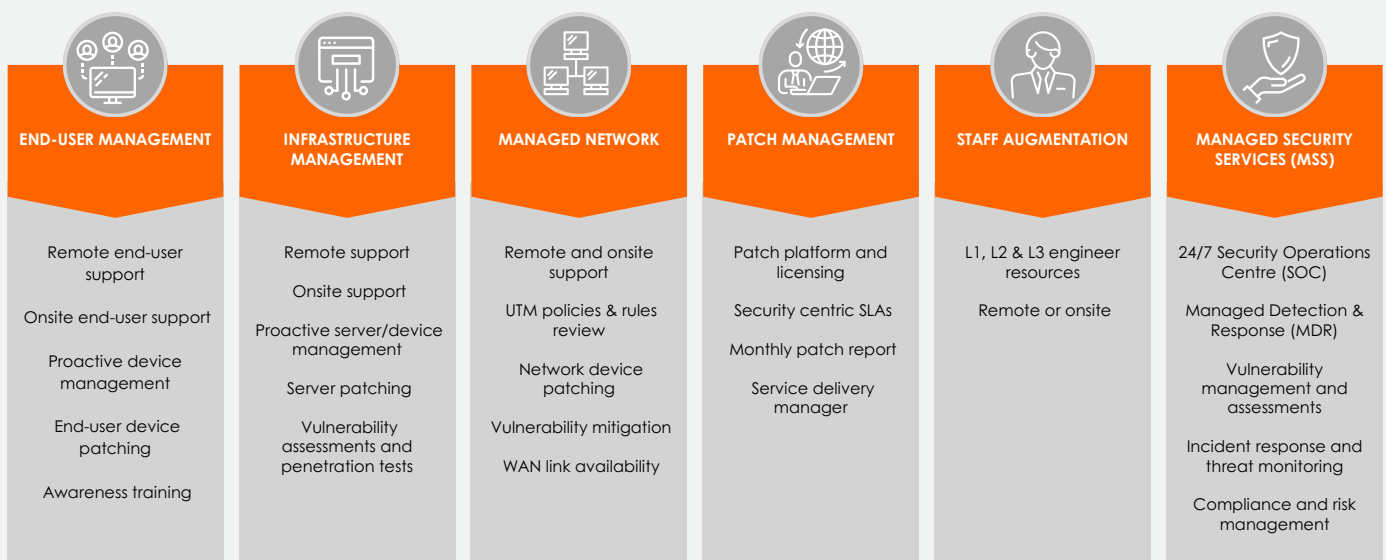 END-USER MANAGEMENT
Remote end-user
support
Onsite end-user support
Proactive device
management
End-user device
patching
Awareness training
INFRASTRUCTURE
MANAGEMENT
Remote support
Onsite support
Proactive server/device
management
Server patching
Vulnerability
assessments and
penetration tests
MANAGED NETWORK
Remote and onsite
support
UTM policies & rules
review
Network device
patching
Vulnerability mitigation
WAN link availability
PATCH MANAGEMENT
Patch platform and
licensing
Security centric SLAs
Monthly patch report
Service delivery
manager
STAFF AUGMENTATION
L1, L2 & L3 engineer
resources
Remote or onsite
MANAGED SECURITY
SERVICES (MSS)
24/7 Security Operations
Centre (SOC)
Managed Detection &
Response (MDR)
Vulnerability
management and
assessments
Incident response and
threat monitoring
Compliance and risk
management